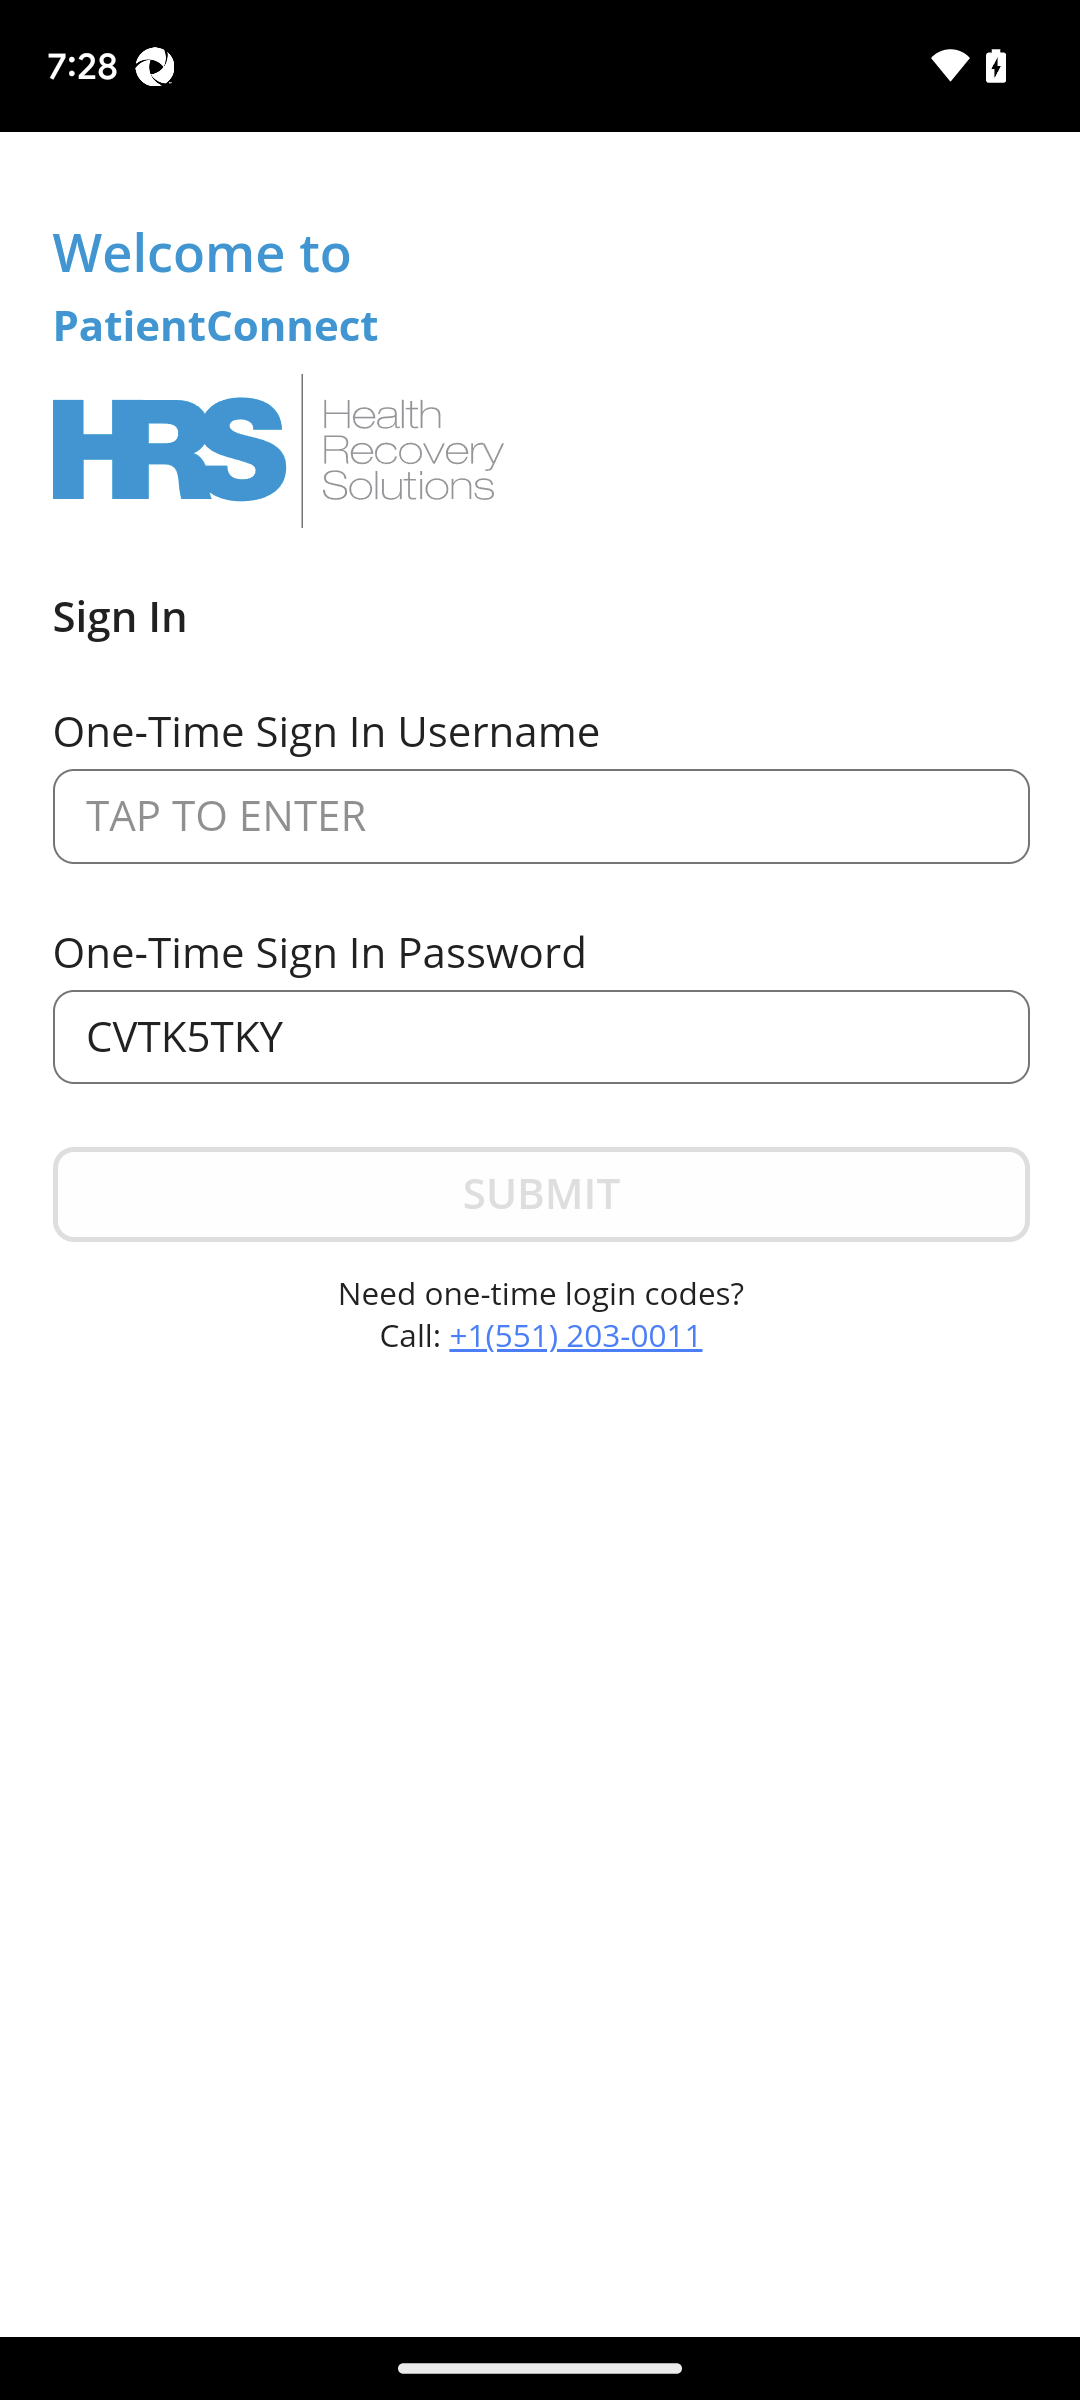 7:28
Welcome to
PatientConnect
HRS
Health
Recovery
Solutions
Sign In
One-Time Sign In Username
TAP TO ENTER
One-Time Sign In Password
CVTK5TKY
SUBMIT
Need one-time login codes?
Call: +1(551) 203-0011